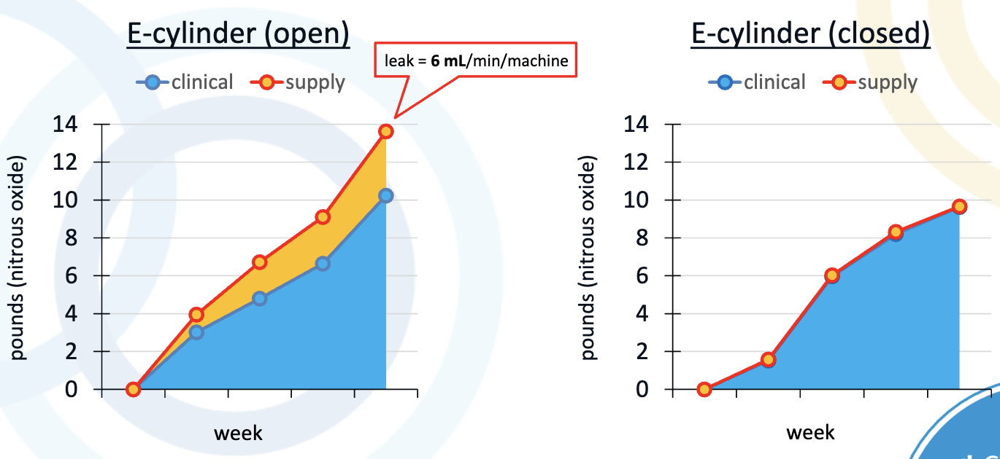 E-cylinder (open)
leak = 6 mL/min/machine
clinical supply
14
12
10
8
6
4
2
0
pounds (nitrous oxide)
week
E-cylinder (closed)
clinical supply
14
12
10
8
6
4
2
0
pounds (nitrous oxide)
week